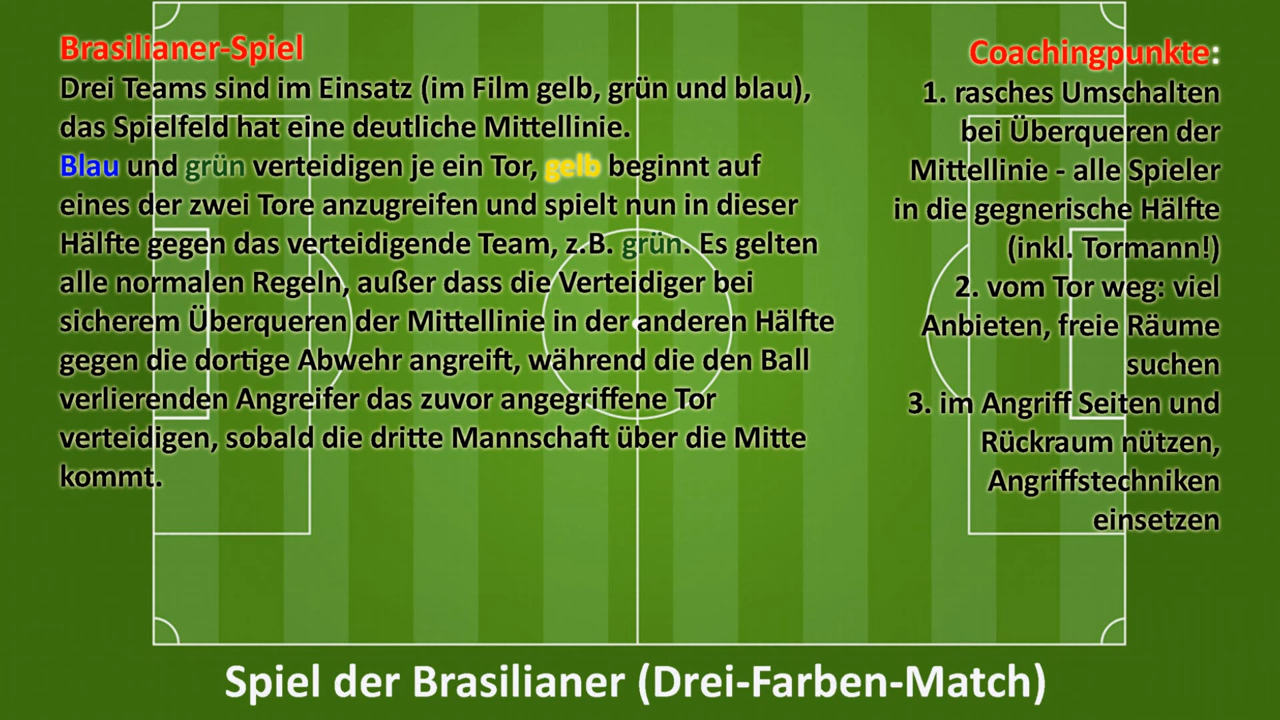 Brasilianer-Spiel
Drei Teams sind im Einsatz (im Film gelb, grün und blau),
das Spielfeld hat eine deutliche Mittellinie.
Blau und grün verteidigen je ein Tor, gelb beginnt auf
eines der zwei Tore anzugreifen und spielt nun in dieser
Hälfte gegen das verteidigende Team, z.B. grün. Es gelten
alle normalen Regeln, außer dass die Verteidiger bei
sicherem Überqueren der Mittellinie in der anderen Hälfte
gegen die dortige Abwehr angreift, während die den Ball
verlierenden Angreifer das zuvor angegriffene Tor
verteidigen, sobald die dritte Mannschaft über die Mitte
kommt.
Coachingpunkte:
1. rasches Umschalten
bei Überqueren der
Mittellinie - alle Spieler
in die gegnerische Hälfte
(inkl. Tormann!)
2. vom Tor weg: viel
Anbieten, freie Räume
suchen
3. im Angriff Seiten und
Rückraum nützen,
Angriffstechniken
einsetzen
Spiel der Brasilianer (Drei-Farben-Match)